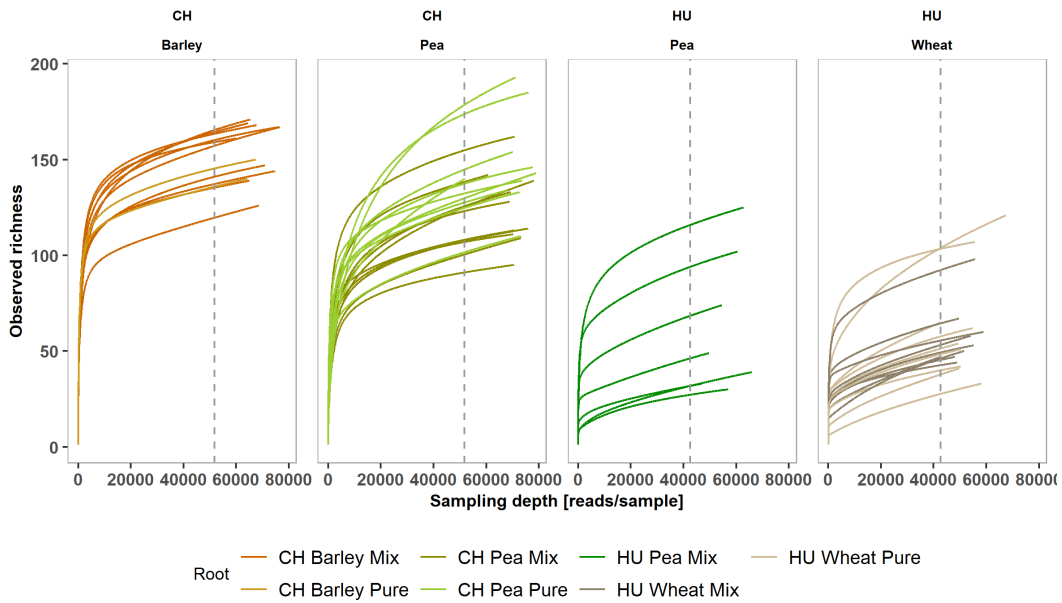 CH CH HU HU
Barley Pea Pea Wheat
Observed richness
200
150
100
50
0
0 20000 40000 60000 80000 0 20000 40000 60000 80000 0 20000 40000 60000 80000 0 20000 40000 60000 80000
Sampling depth [reads/sample]
Root
CH Barley Mix CH Pea Mix HU Pea Mix HU Wheat Pure
CH Barley Pure CH Pea Pure HU Wheat Mix